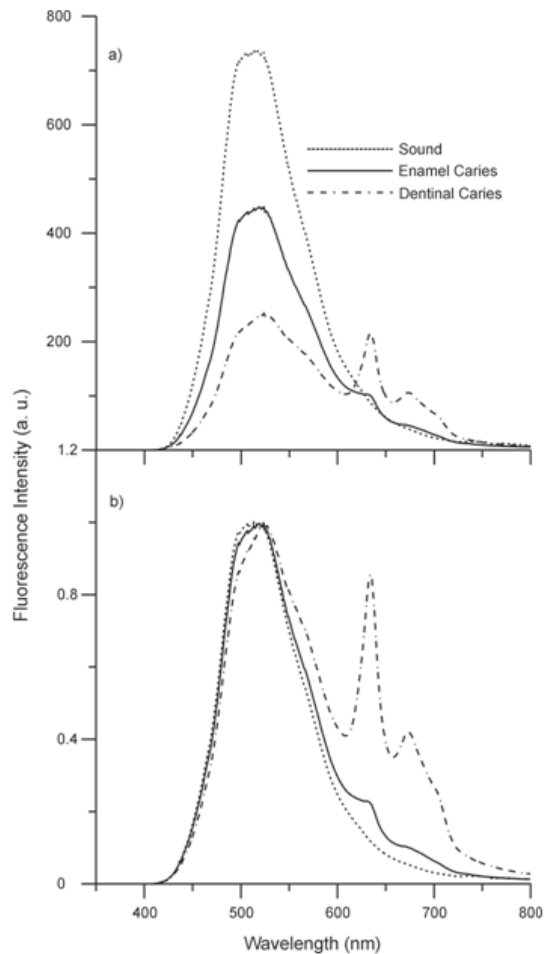 800
a)
600
Sound
Enamel Caries
Dentinal Caries
400
200
1.2
b)
0.8
0.4
0
400
500
600
700
800
Fluorescence Intensity (a. u.)
Wavelength (nm)